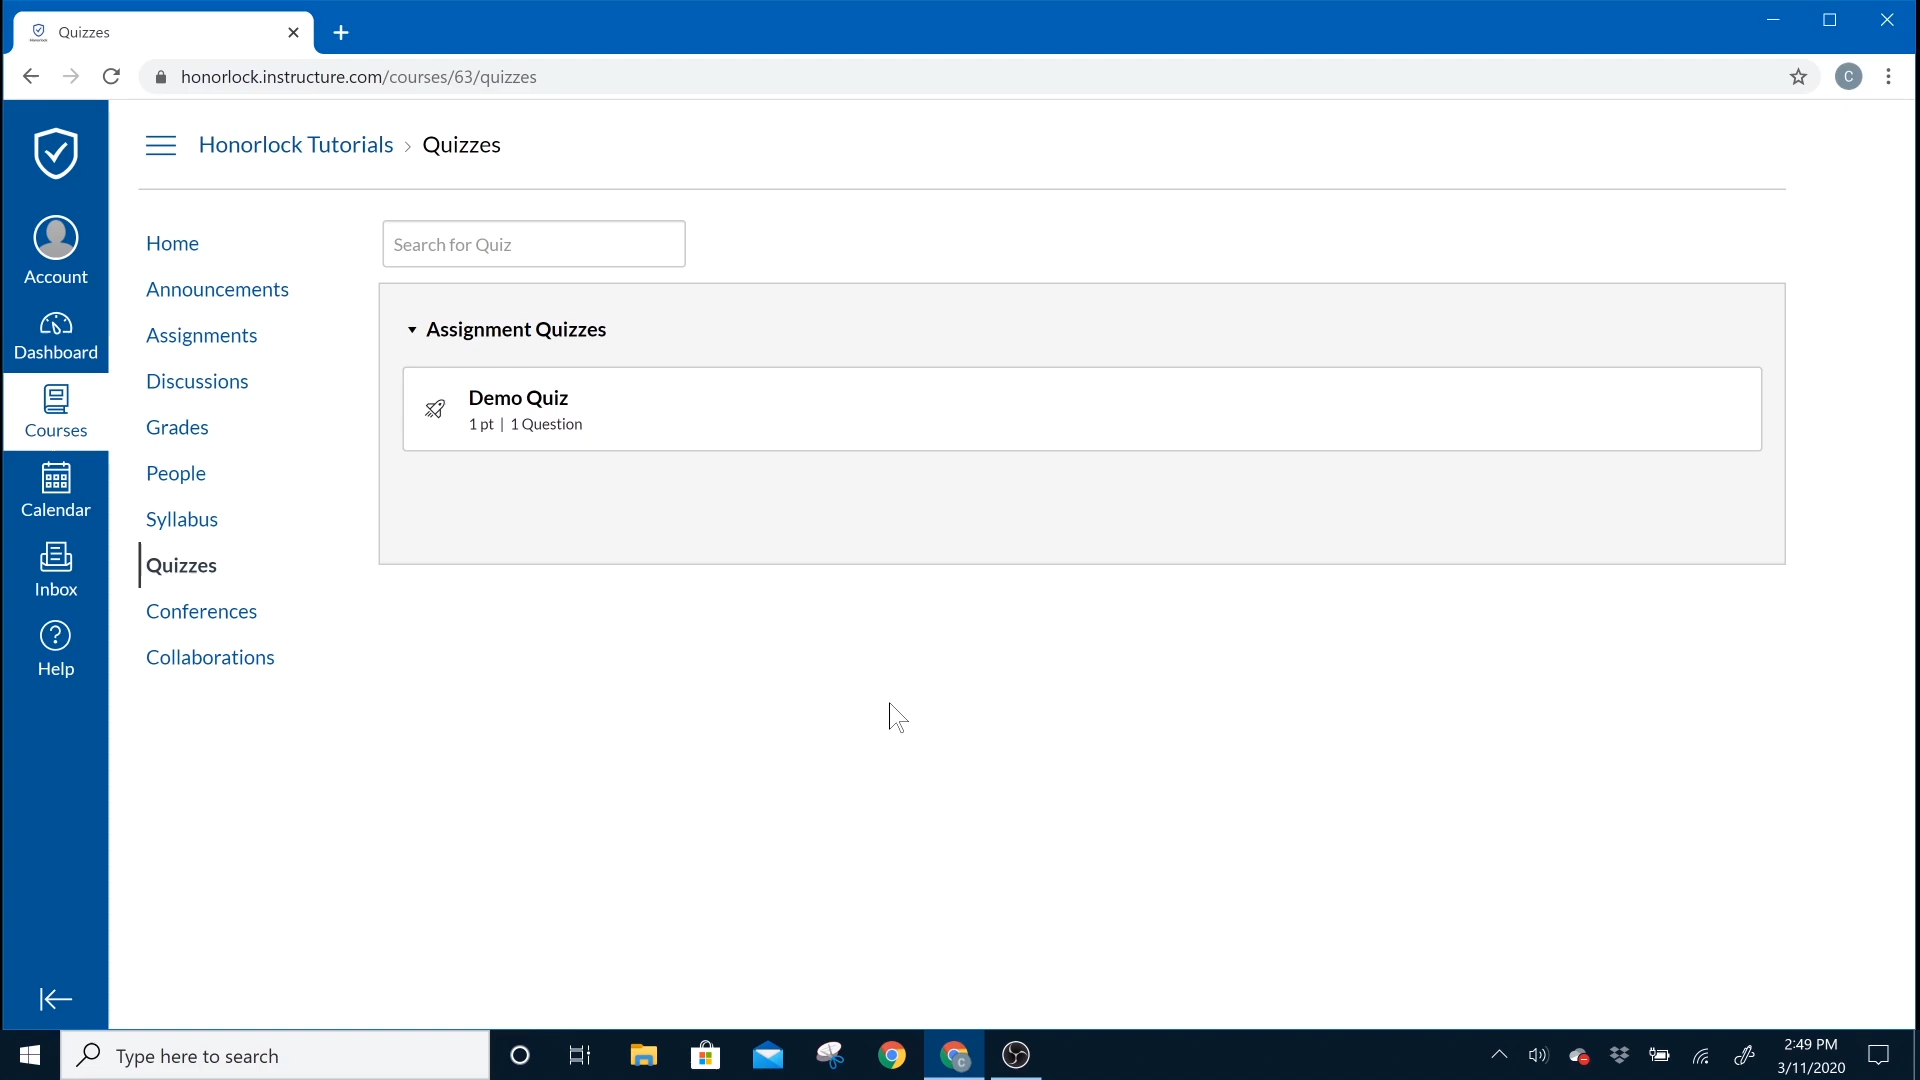 Quizzes
honorlock.instructure.com/courses/63/quizzes
C
Honorlock Tutorials › Quizzes
Account
Dashboard
Courses
Calendar
Inbox
Help
Home
Announcements
Assignments
Discussions
Grades
People
Syllabus
Quizzes
Conferences
Collaborations
Search for Quiz
Assignment Quizzes
Demo Quiz
1 pt | 1 Question
Type here to search
C
2:49 PM
3/11/2020